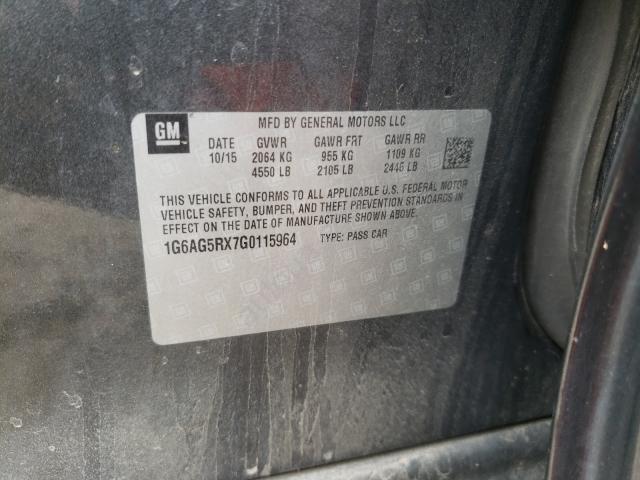 GM
MFD BY GENERAL MOTORS LLC
DATE GVWR GAWR FRT GAWR RR
10/15 2064 KG 955 KG 1109 KG
4550 LB 2105 LB 2445 LB
THIS VEHICLE CONFORMS TO ALL APPLICABLE U.S. FEDERAL MOTOR
VEHICLE SAFETY, BUMPER, AND THEFT PREVENTION STANDARDS IN
EFFECT ON THE DATE OF MANUFACTURE SHOWN ABOVE.
1G6AG5RX7G0115964 TYPE: PASS CAR